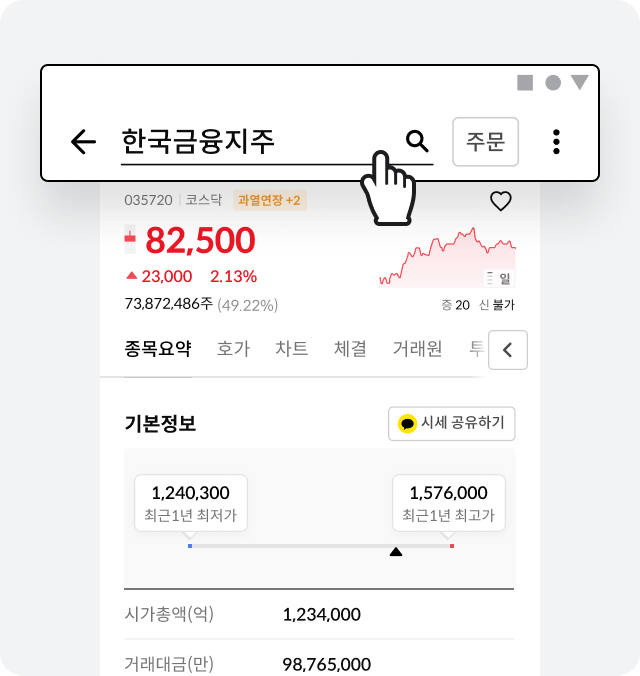 한국금융지주
주문
035720 코스닥 과열연장 +2
82,500
23,000 2.13%
일
73,872,486주 (49.22%)
증 20 신 불가
종목요약 호가 차트 체결 거래원 투
기본정보
시세 공유하기
1,240,300
최근1년 최저가
1,576,000
최근1년 최고가
시가총액(억) 1,234,000
거래대금(만) 98,765,000